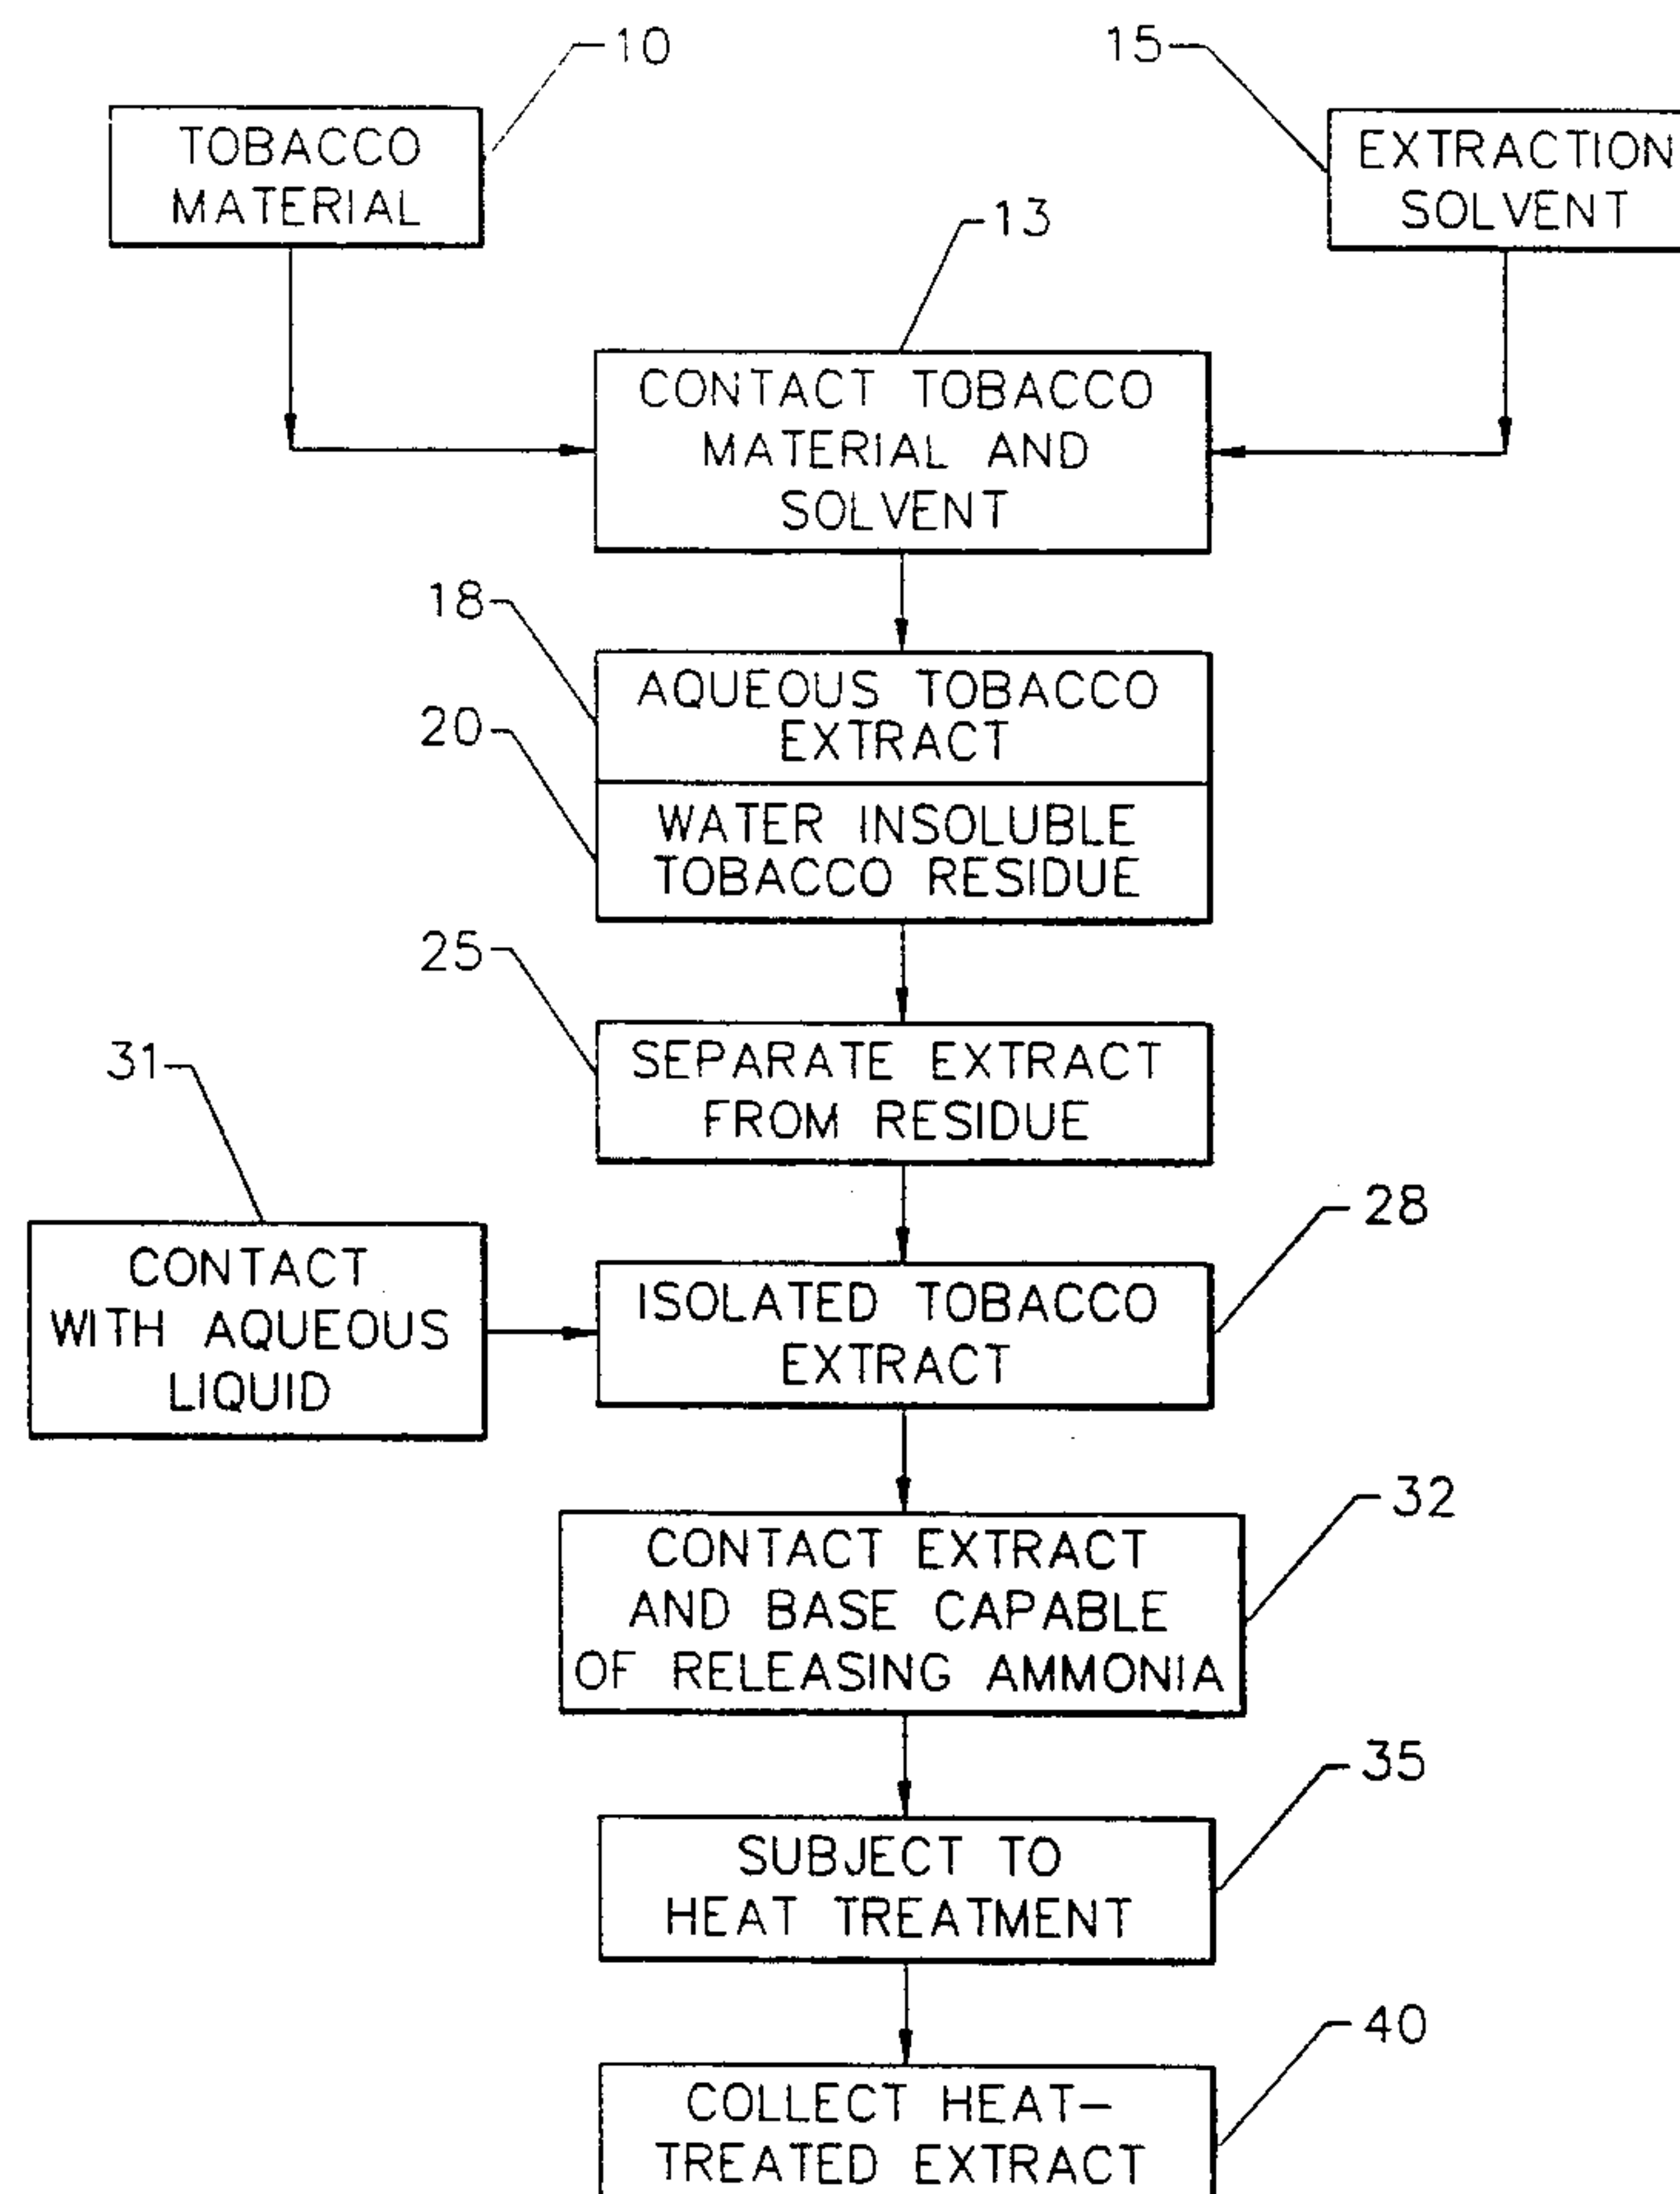 10
15
TOBACCO
MATERIAL
EXTRACTION
SOLVENT
13
CONTACT TOBACCO
MATERIAL AND
SOLVENT
18
AQUEOUS TOBACCO
EXTRACT
20
WATER INSOLUBLE
TOBACCO RESIDUE
25
SEPARATE EXTRACT
FROM RESIDUE
31
CONTACT
WITH AQUEOUS
LIQUID
28
ISOLATED TOBACCO
EXTRACT
32
CONTACT EXTRACT
AND BASE CAPABLE
OF RELEASING AMMONIA
35
SUBJECT TO
HEAT TREATMENT
40
COLLECT HEAT-
TREATED EXTRACT